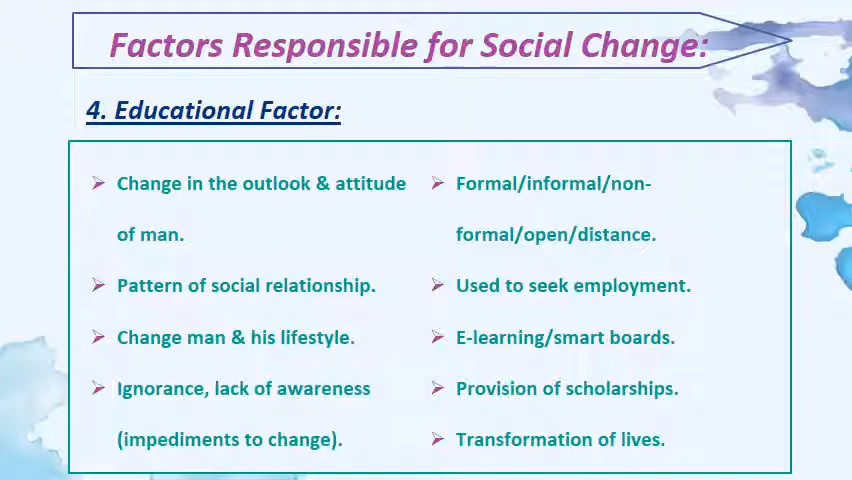 Factors Responsible for Social Change:
4. Educational Factor:
Change in the outlook & attitude
of man.
Pattern of social relationship.
Change man & his lifestyle.
Ignorance, lack of awareness
(impediments to change).
Formal/informal/non-
formal/open/distance.
Used to seek employment.
E-learning/smart boards.
Provision of scholarships.
Transformation of lives.